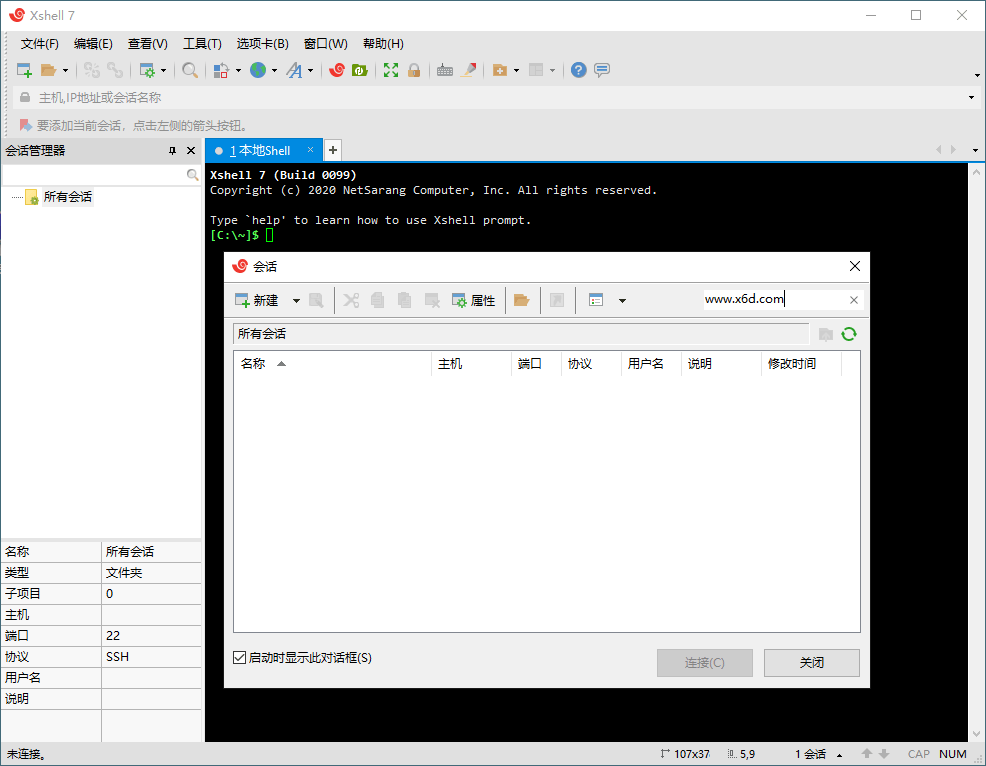 Xshell 7
文件(F) 编辑(E) 查看(V) 工具(T) 选项卡(B) 窗口(W) 帮助(H)
主机,IP地址或会话名称
要添加当前会话，点击左侧的箭头按钮。
会话管理器
所有会话
名称 所有会话
类型 文件夹
子项目 0
主机
端口 22
协议 SSH
用户名
说明
1 本地Shell
Xshell 7 (Build 0099)
Copyright (c) 2020 NetSarang Computer, Inc. All rights reserved.
Type `help' to learn how to use Xshell prompt.
[C:\~]$
会话
新建 属性 www.x6d.com
所有会话
名称 主机 端口 协议 用户名 说明 修改时间
启动时显示此对话框(S)
连接(C) 关闭
未连接。 107x37 5,9 1 会话 CAP NUM